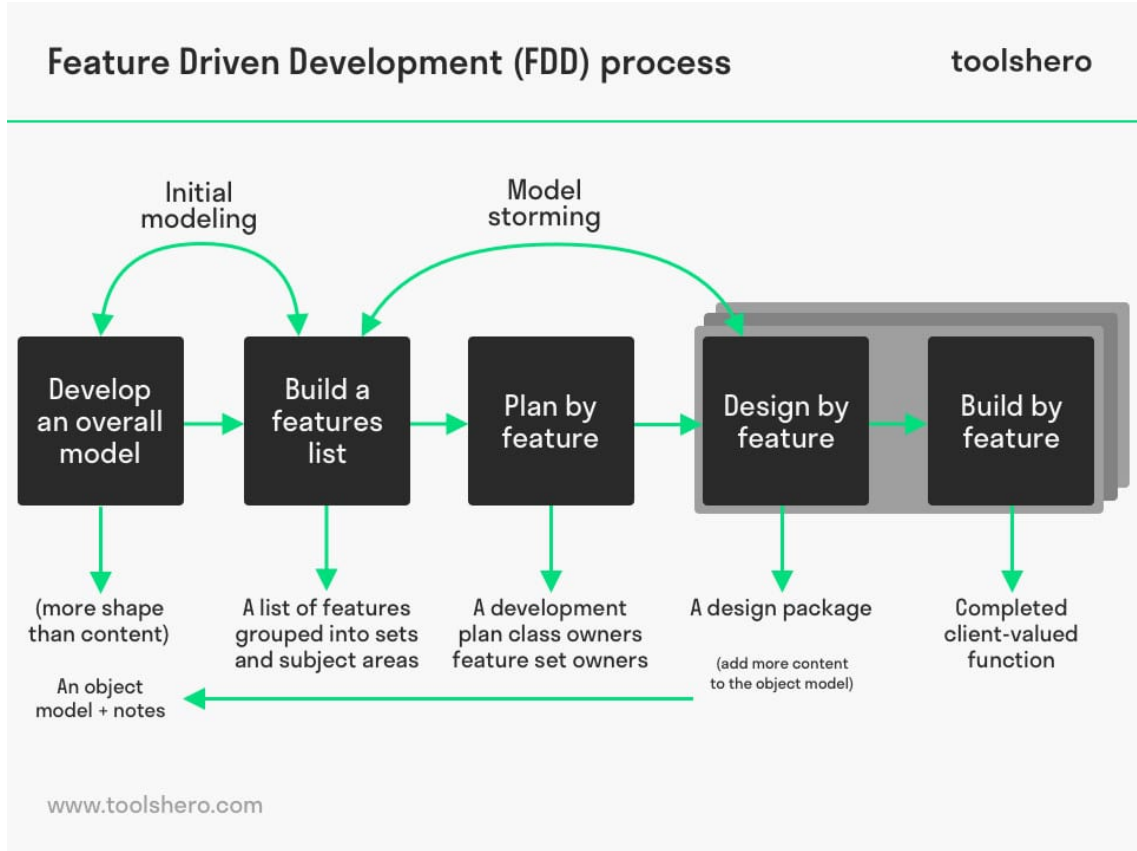 Feature Driven Development (FDD) process
toolshero
Initial
modeling
Model
storming
Develop
an overall
model
Build a
features
list
Plan by
feature
Design by
feature
Build by
feature
(more shape
than content)
An object
model + notes
A list of features
grouped into sets
and subject areas
A development
plan class owners
feature set owners
A design package
(add more content
to the object model)
Completed
client-valued
function
www.toolshero.com